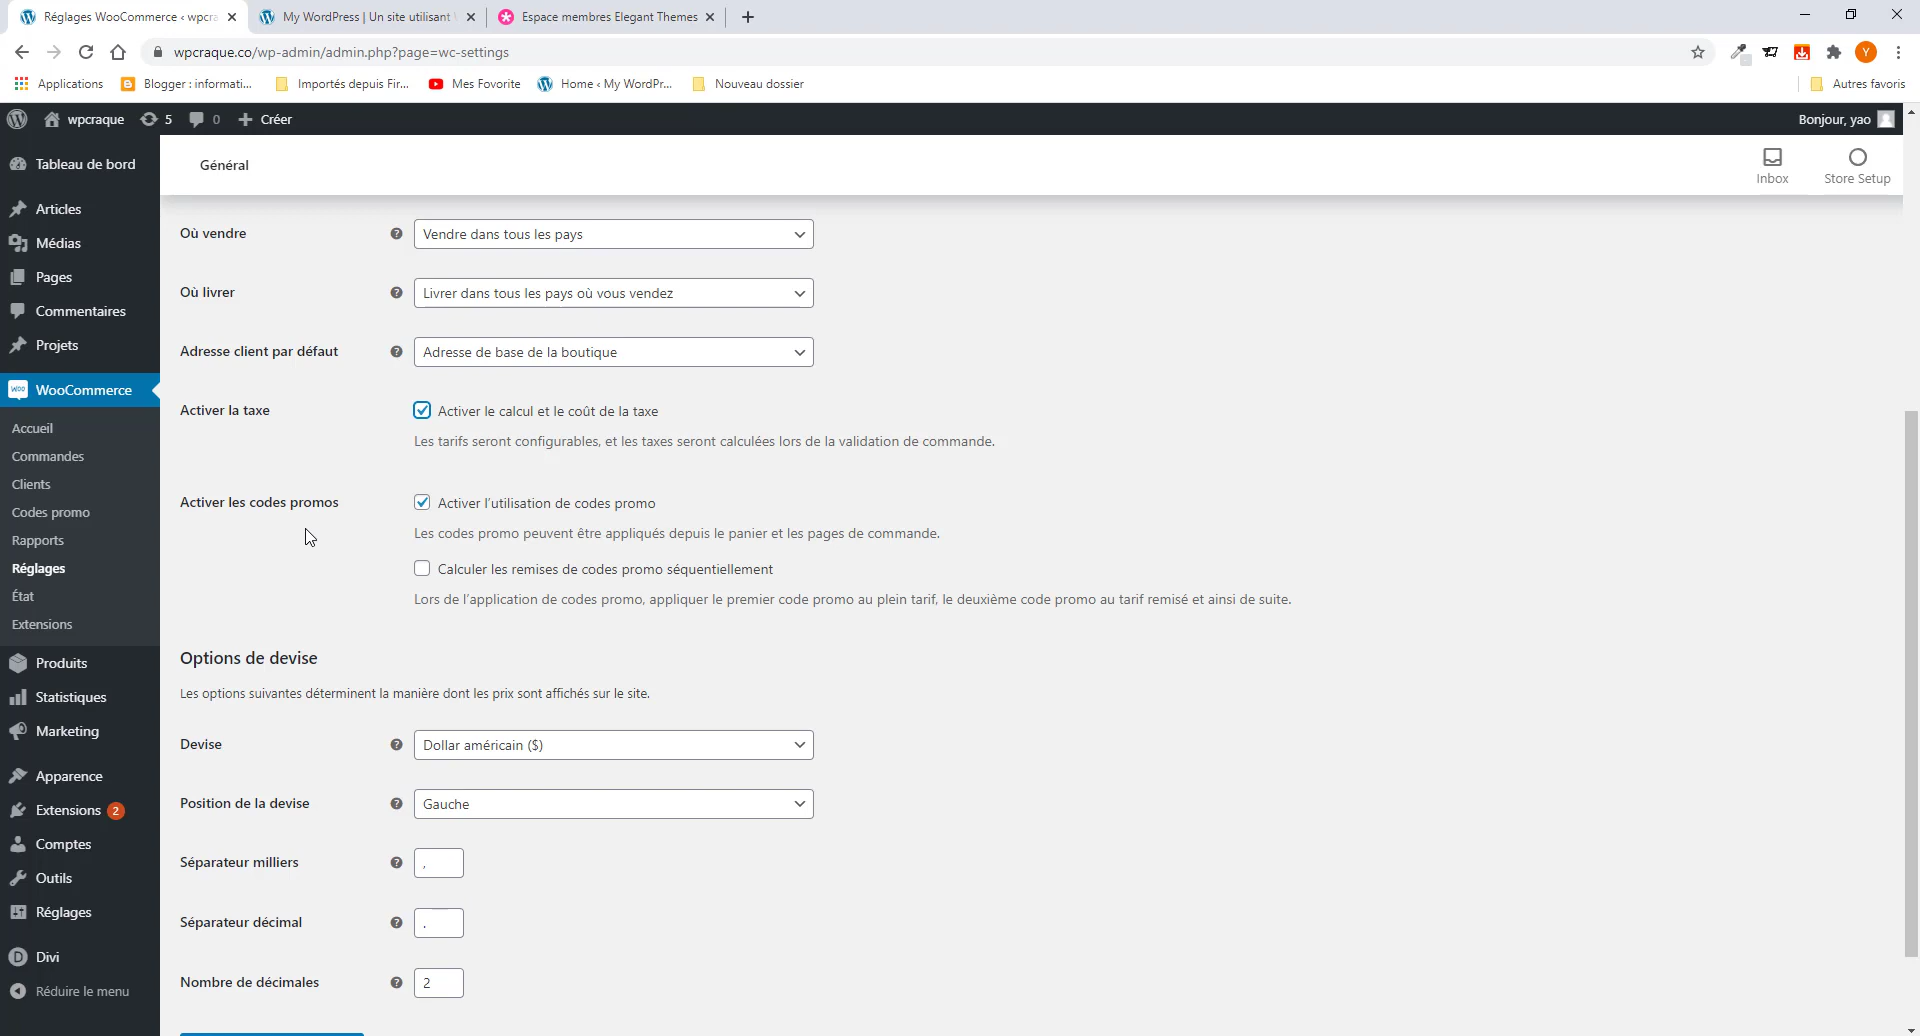 Réglages WooCommerce ‹ wpcra
My WordPress | Un site utilisant
Espace membres Elegant Themes
wpcraque.co/wp-admin/admin.php?page=wc-settings
Y
Applications
Blogger : informati...
Importés depuis Fir...
Mes Fovorite
Home ‹ My WordPr...
Nouveau dossier
Autres favoris
wpcraque
5
0
Créer
Bonjour, yao
Général
Inbox
Store Setup
Tableau de bord
Articles
Médias
Pages
Commentaires
Projets
WooCommerce
Accueil
Commandes
Clients
Codes promo
Rapports
Réglages
État
Extensions
Produits
Statistiques
Marketing
Apparence
Extensions 2
Comptes
Outils
Réglages
Divi
Réduire le menu
Où vendre
Vendre dans tous les pays
Où livrer
Livrer dans tous les pays où vous vendez
Adresse client par défaut
Adresse de base de la boutique
Activer la taxe
Activer le calcul et le coût de la taxe
Les tarifs seront configurables, et les taxes seront calculées lors de la validation de commande.
Activer les codes promos
Activer l’utilisation de codes promo
Les codes promo peuvent être appliqués depuis le panier et les pages de commande.
Calculer les remises de codes promo séquentiellement
Lors de l’application de codes promo, appliquer le premier code promo au plein tarif, le deuxième code promo au tarif remisé et ainsi de suite.
Options de devise
Les options suivantes déterminent la manière dont les prix sont affichés sur le site.
Devise
Dollar américain ($)
Position de la devise
Gauche
Séparateur milliers
,
Séparateur décimal
.
Nombre de décimales
2